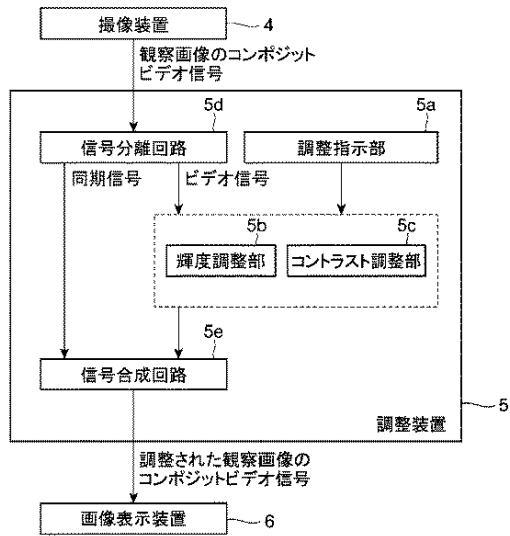 撮像装置
4
観察画像のコンポジット
ビデオ信号
5d
5a
信号分離回路
調整指示部
同期信号
ビデオ信号
5b
5c
輝度調整部
コントラスト調整部
5e
信号合成回路
5
調整装置
調整された観察画像の
コンポジットビデオ信号
画像表示装置
6